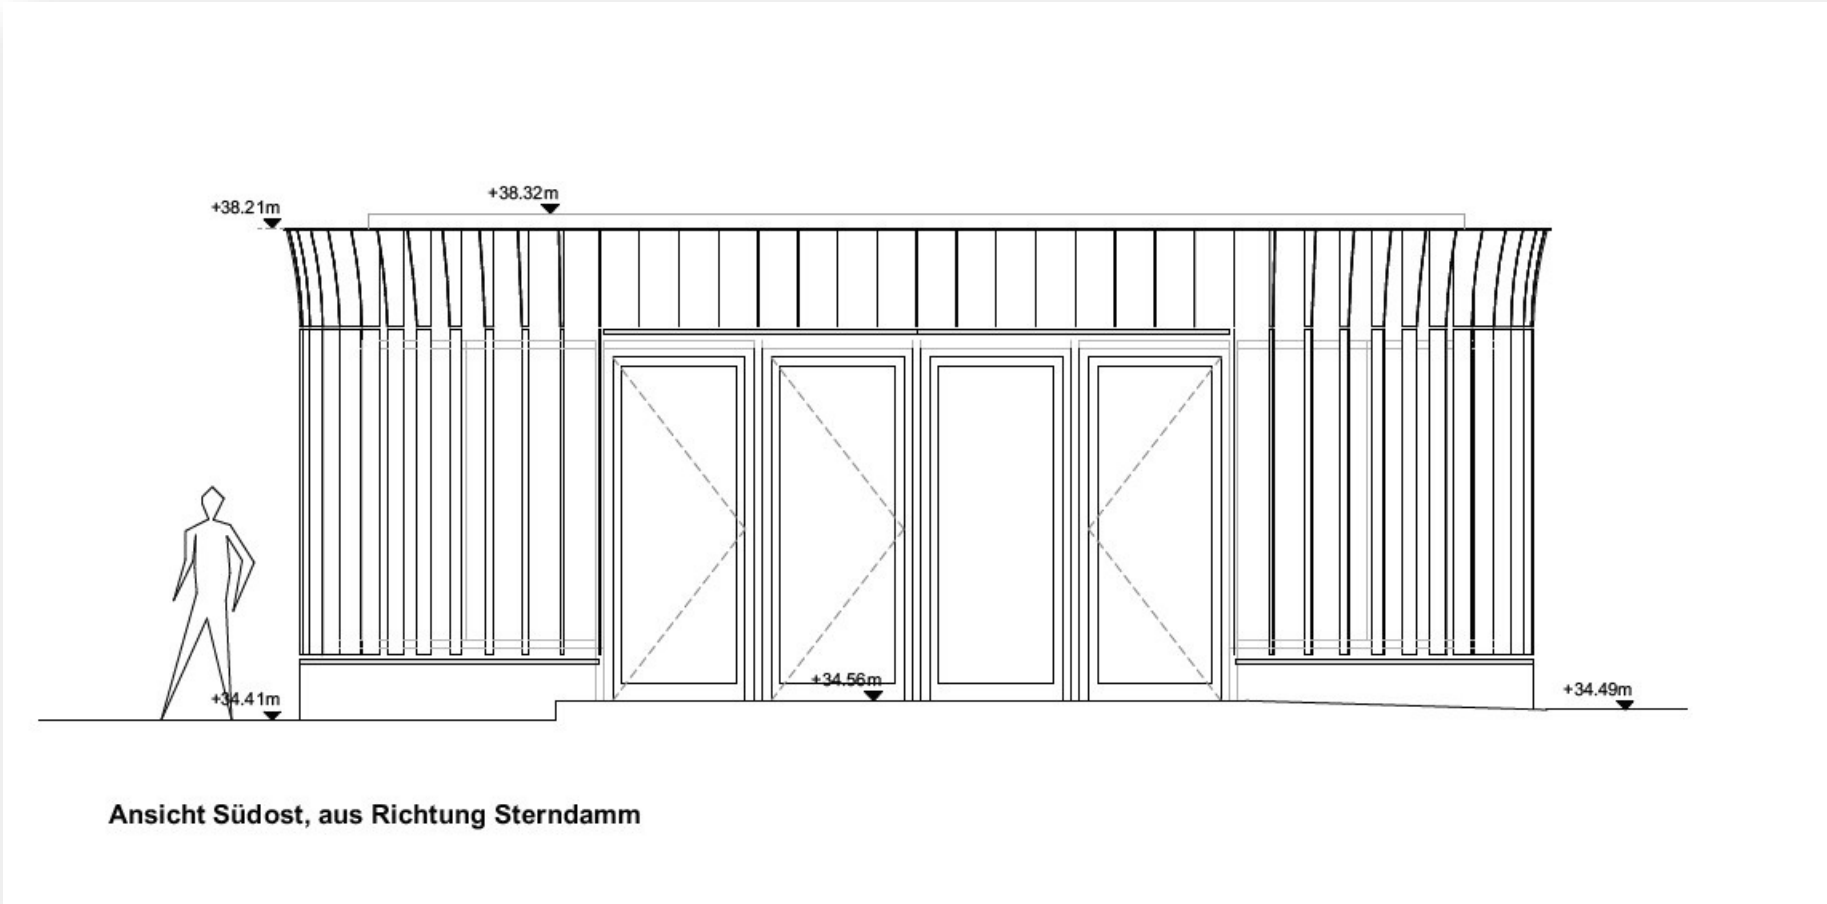 +38.32m
+38.21m
+34.56m
+34.41m
+34.49m
Ansicht Südost, aus Richtung Sterndamm